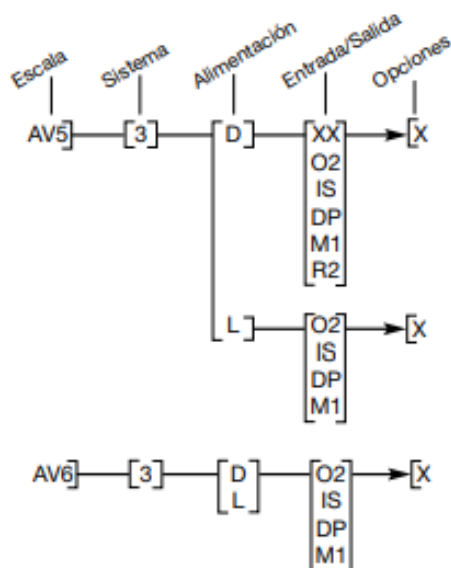 Escala Sistema Alimentación Entrada/Salida Opciones
AV5] [3] [D] [XX] [X
O2
IS
DP
M1
R2
L] [O2] [X
IS
DP
M1
AV6] [3] [D] [O2] [X
L IS
DP
M1